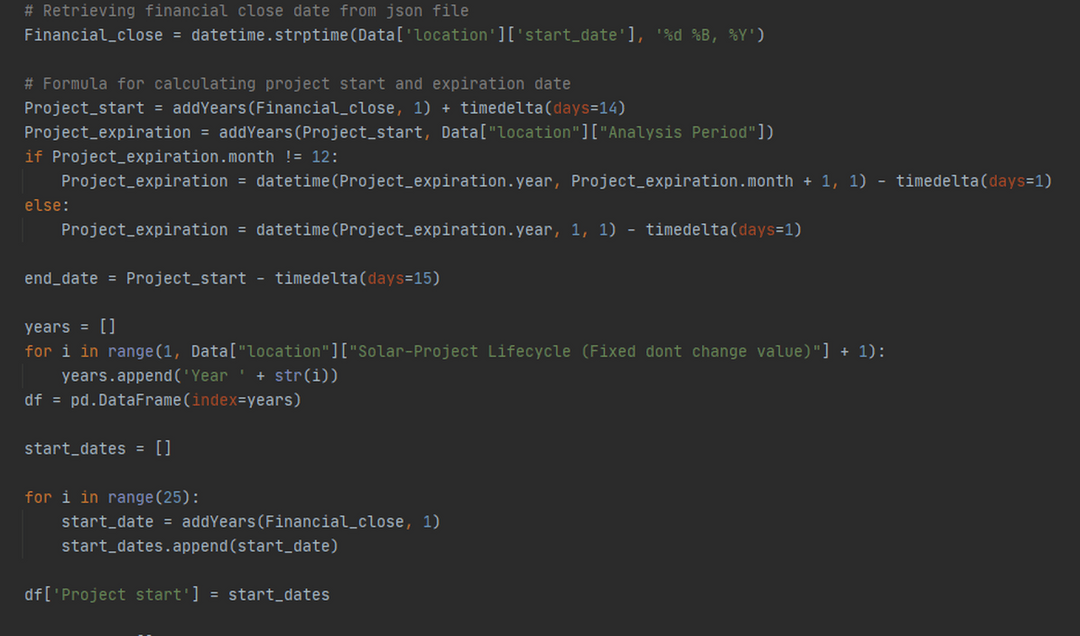 # Retrieving financial close date from json file
Financial_close = datetime.strptime(Data['location']['start_date'], '%d %B, %Y')
# Formula for calculating project start and expiration date
Project_start = addYears(Financial_close, 1) + timedelta(days=14)
Project_expiration = addYears(Project_start, Data["location"]["Analysis Period"])
if Project_expiration.month != 12:
    Project_expiration = datetime(Project_expiration.year, Project_expiration.month + 1, 1) - timedelta(days=1)
else:
    Project_expiration = datetime(Project_expiration.year, 1, 1) - timedelta(days=1)
end_date = Project_start - timedelta(days=15)
years = []
for i in range(1, Data["location"]["Solar-Project Lifecycle (Fixed dont change value)"] + 1):
    years.append('Year ' + str(i))
df = pd.DataFrame(index=years)
start_dates = []
for i in range(25):
    start_date = addYears(Financial_close, 1)
    start_dates.append(start_date)
df['Project start'] = start_dates